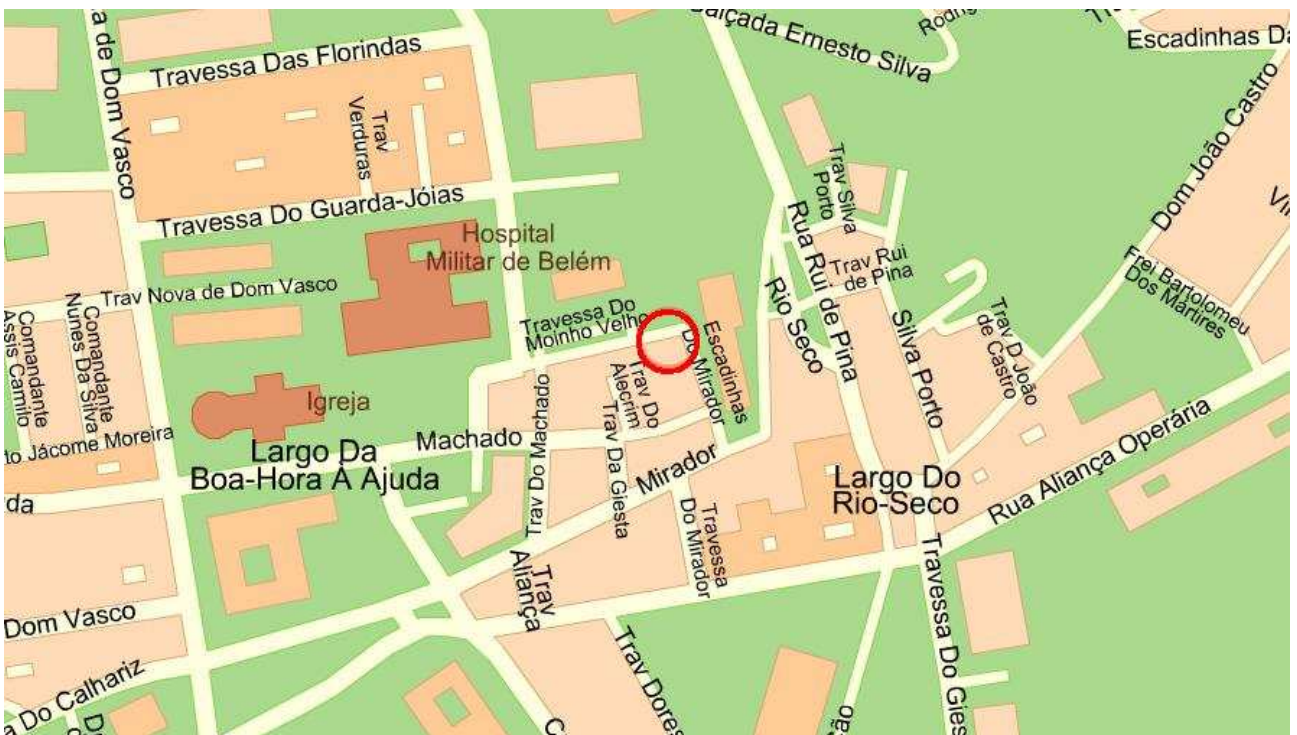 Calçada Ernesto Silva
Escadinhas Da
a de Dom Vasco
Travessa Das Florindas
Trav
Verduras
Dom João Castro
Trav Silva
Porto
Travessa Do Guarda-Jóias
Hospital
Militar de Belém
Rua Rui de Pina
Trav Rui
de Pina
Frei Bartolomeu
Dos Mártires
Trav Nova de Dom Vasco
Rio Seco
Silva Porto
Trav D João
de Castro
Travessa Do
Moinho Velho
Escadinhas
Do Mirador
Comandante
Nunes Da Silva
Comandante
Assis Camilo
Trav Do
Alecrim
Igreja
to Jácome Moreira
Machado
Trav Do Machado
Trav Da Giesta
Largo Da
Boa-Hora À Ajuda
Mirador
Largo Do
Rio-Seco
Rua Aliança Operária
da
Travessa
Do Mirador
Trav
Aliança
Travessa Do Gies
Dom Vasco
Trav Dores
a Do Calhariz
ão